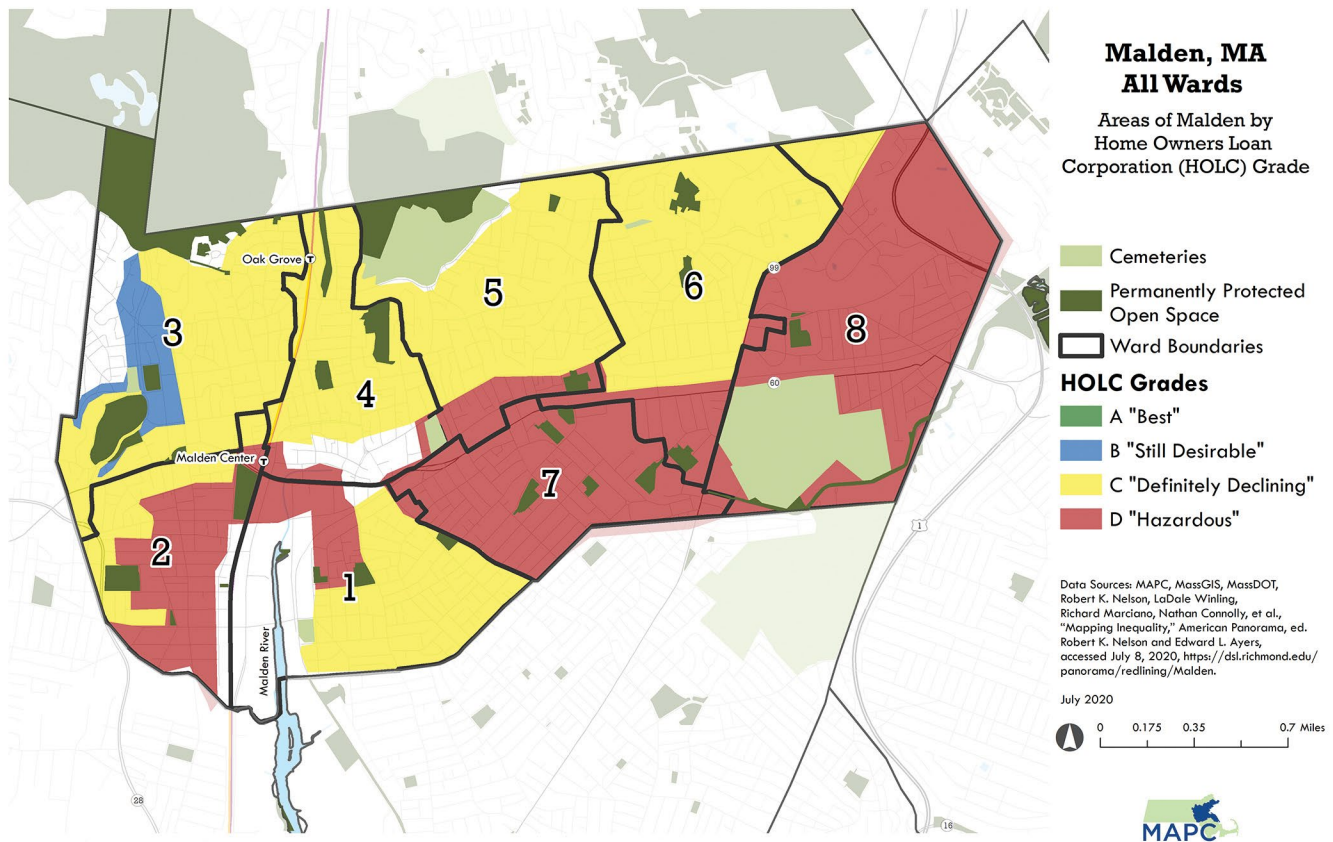 Malden, MA
All Wards
Areas of Malden by
Home Owners Loan
Corporation (HOLC) Grade
Cemeteries
Permanently Protected
Open Space
Ward Boundaries
HOLC Grades
A "Best"
B "Still Desirable"
C "Definitely Declining"
D "Hazardous"
Data Sources: MAPC, MassGIS, MassDOT,
Robert K. Nelson, LaDale Winling,
Richard Marciano, Nathan Connolly, et al.,
"Mapping Inequality," American Panorama, ed.
Robert K. Nelson and Edward L. Ayers,
accessed July 8, 2020, https://dsl.richmond.edu/
panorama/redlining/Malden.
July 2020
0 0.175 0.35 0.7 Miles
MAPC
Oak Grove T
99
5
6
3
8
60
4
Malden Center T
7
1
2
1
Malden River
28
16